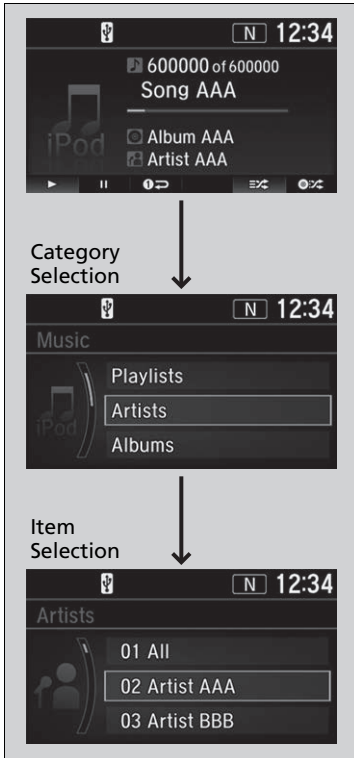 N 12:34
600000 of 600000
Song AAA
iPod
Album AAA
Artist AAA
Category
Selection
N 12:34
Music
Playlists
Artists
iPod
Albums
Item
Selection
N 12:34
Artists
01 All
02 Artist AAA
03 Artist BBB